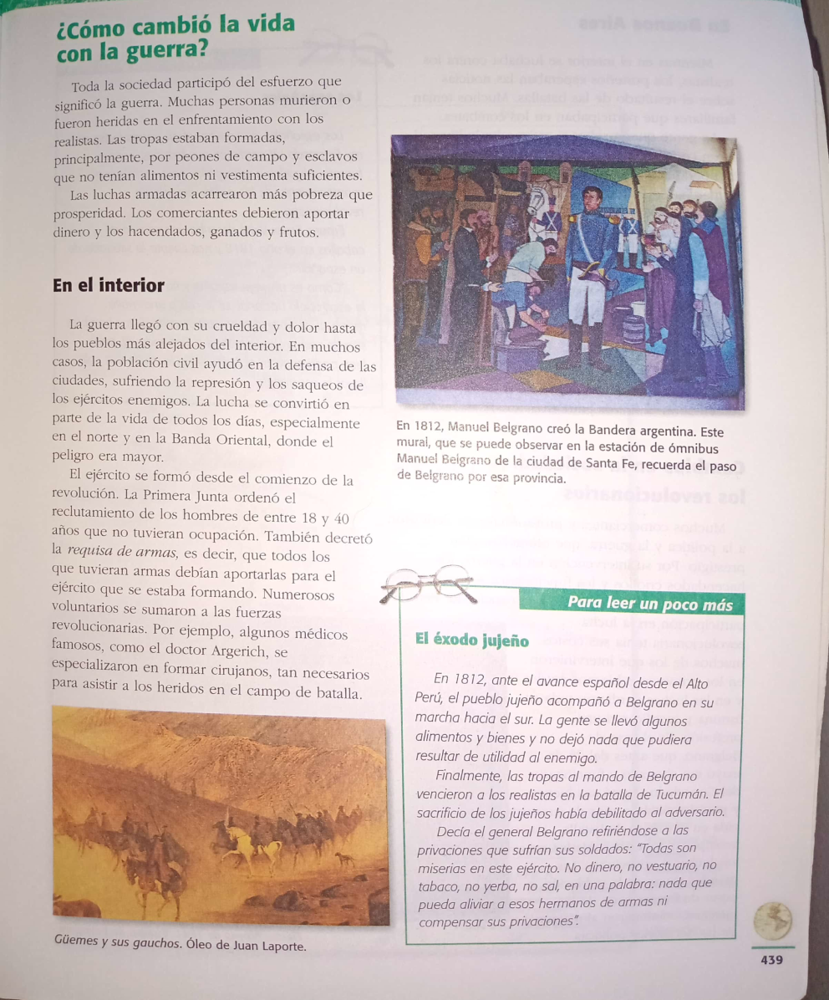 ¿Cómo cambió la vida
con la guerra?
Toda la sociedad participó del esfuerzo que
significó la guerra. Muchas personas murieron o
fueron heridas en el enfrentamiento con los
realistas. Las tropas estaban formadas,
principalmente, por peones de campo y esclavos
que no tenían alimentos ni vestimenta suficientes.
Las luchas armadas acarrearon más pobreza que
prosperidad. Los comerciantes debieron aportar
dinero y los hacendados, ganados y frutos.
En el interior
La guerra llegó con su crueldad y dolor hasta
los pueblos más alejados del interior. En muchos
casos, la población civil ayudó en la defensa de las
ciudades, sufriendo la represión y los saqueos de
los ejércitos enemigos. La lucha se convirtió en
parte de la vida de todos los días, especialmente
en el norte y en la Banda Oriental, donde el
peligro era mayor.
El ejército se formó desde el comienzo de la
revolución. La Primera Junta ordenó el
reclutamiento de los hombres de entre 18 y 40
años que no tuvieran ocupación. También decretó
la requisa de armas, es decir, que todos los
que tuvieran armas debían aportarlas para el
ejército que se estaba formando. Numerosos
voluntarios se sumaron a las fuerzas
revolucionarias. Por ejemplo, algunos médicos
famosos, como el doctor Argerich, se
especializaron en formar cirujanos, tan necesarios
para asistir a los heridos en el campo de batalla.
Güemes y sus gauchos. Óleo de Juan Laporte.
En 1812, Manuel Belgrano creó la Bandera argentina. Este
mural, que se puede observar en la estación de ómnibus
Manuel Belgrano de la ciudad de Santa Fe, recuerda el paso
de Belgrano por esa provincia.
Para leer un poco más
El éxodo jujeño
En 1812, ante el avance español desde el Alto
Perú, el pueblo jujeño acompañó a Belgrano en su
marcha hacia el sur. La gente se llevó algunos
alimentos y bienes y no dejó nada que pudiera
resultar de utilidad al enemigo.
Finalmente, las tropas al mando de Belgrano
vencieron a los realistas en la batalla de Tucumán. El
sacrificio de los jujeños había debilitado al adversario.
Decía el general Belgrano refiriéndose a las
privaciones que sufrían sus soldados: “Todas son
miserias en este ejército. No dinero, no vestuario, no
tabaco, no yerba, no sal, en una palabra: nada que
pueda aliviar a esos hermanos de armas ni
compensar sus privaciones”.
439